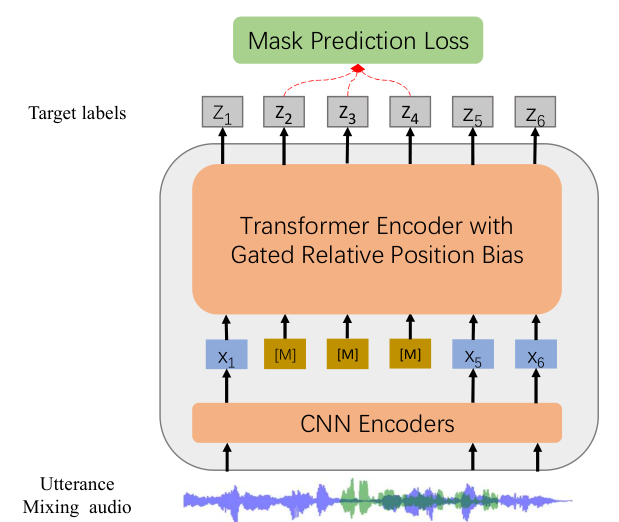 Mask Prediction Loss
Target labels
Z1 Z2 Z3 Z4 Z5 Z6
Transformer Encoder with
Gated Relative Position Bias
x1 [M] [M] [M] x5 x6
CNN Encoders
Utterance
Mixing audio